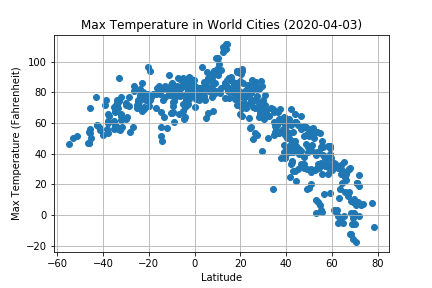 Max Temperature in World Cities (2020-04-03)
Max Temperature (Fahrenheit)
100
80
60
40
20
0
−20
−60 −40 −20 0 20 40 60 80
Latitude